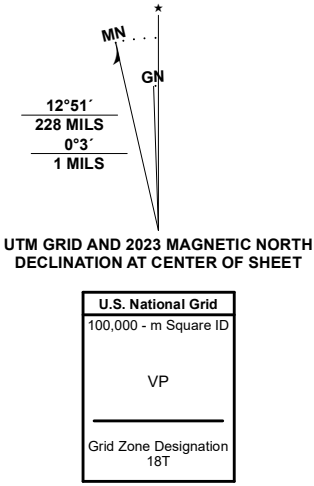 ★
MN
GN
12°51´
228 MILS
0°3´
1 MILS
UTM GRID AND 2023 MAGNETIC NORTH
DECLINATION AT CENTER OF SHEET
U.S. National Grid
100,000 - m Square ID
VP
Grid Zone Designation
18T